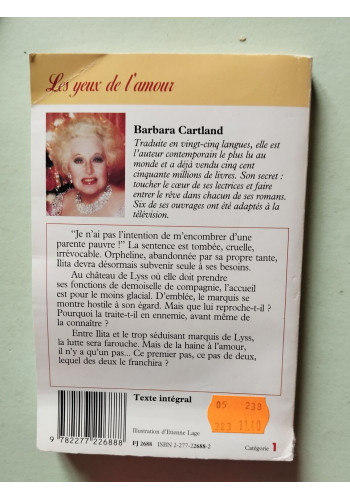 Les yeux de l'amour
Barbara Cartland
Traduite en vingt-cinq langues, elle est
l'auteur contemporain le plus lu au
monde et a déjà vendu cinq cent
cinquante millions de livres. Son secret :
toucher le cœur de ses lectrices et faire
entrer le rêve dans chacun de ses romans.
Six de ses ouvrages ont été adaptés à la
télévision.
"Je n'ai pas l'intention de m'encombrer d'une
parente pauvre !" La sentence est tombée, cruelle,
irrévocable. Orpheline, abandonnée par sa propre tante,
Ilita devra désormais subvenir seule à ses besoins.
Au château de Lyss où elle doit prendre
ses fonctions de demoiselle de compagnie, l'accueil
est pour le moins glacial. D'emblée, le marquis se
montre hostile à son égard. Mais que lui reproche-t-il ?
Pourquoi la traite-t-il en ennemie, avant même de
la connaître ?
Entre Ilita et le trop séduisant marquis de Lyss,
la lutte sera farouche. Mais de la haine à l'amour,
il n'y a qu'un pas... Ce premier pas, ce pas de deux,
lequel des deux le franchira ?
Texte intégral
05 230
Illustration d'Etienne Lage
9 782277 226888
FJ 2688 ISBN 2-277-22688-2
Catégorie 1